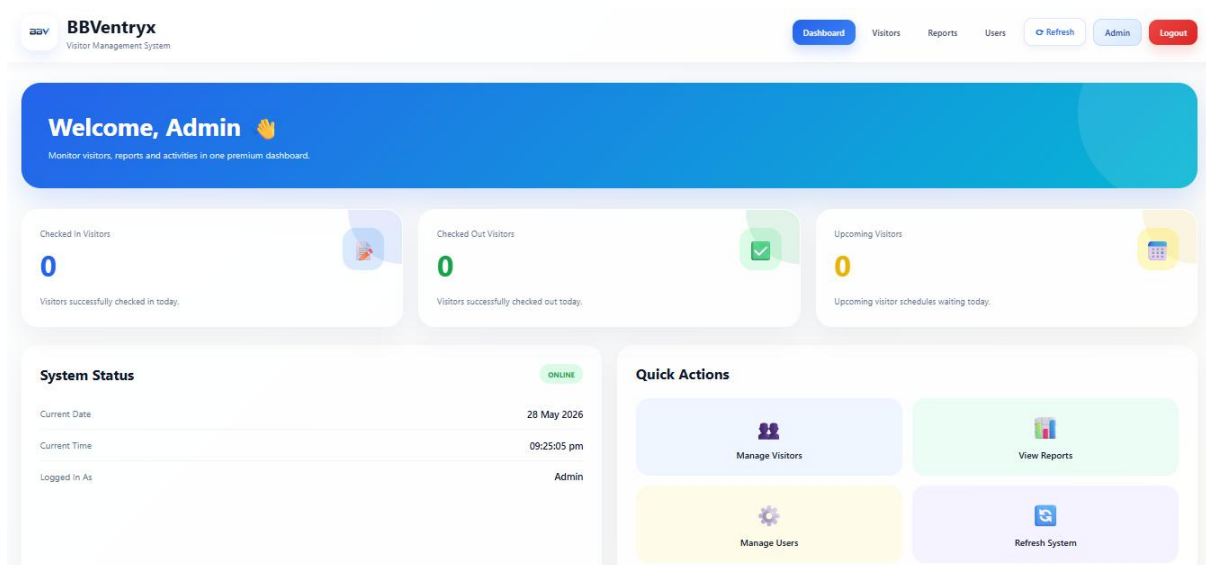 BBV
BBVentryx
Visitor Management System
Dashboard
Visitors
Reports
Users
Refresh
Admin
Logout
Welcome, Admin
Monitor visitors, reports and activities in one premium dashboard.
Checked In Visitors
0
Visitors successfully checked in today.
Checked Out Visitors
0
Visitors successfully checked out today.
Upcoming Visitors
0
Upcoming visitor schedules waiting today.
System Status
ONLINE
Current Date
28 May 2026
Current Time
09:25:05 pm
Logged In As
Admin
Quick Actions
Manage Visitors
View Reports
Manage Users
Refresh System